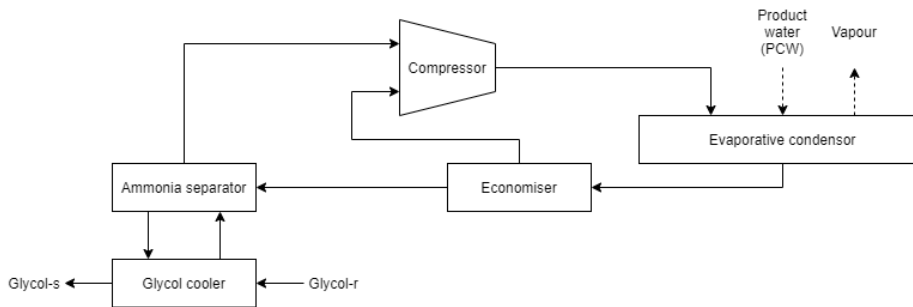 Product
water
(PCW)
Vapour
Compressor
Evaporative condensor
Ammonia separator
Economiser
Glycol-s
Glycol cooler
Glycol-r